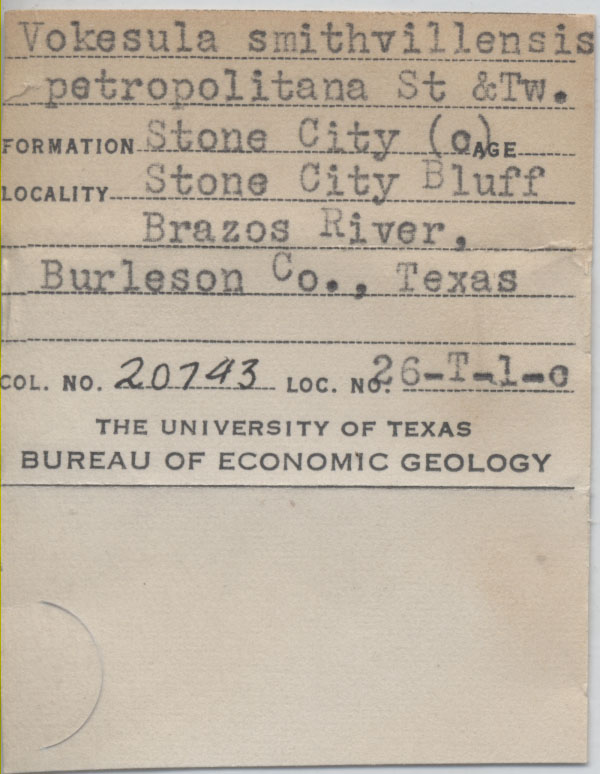 Vokesula smithvillensis
petropolitana St &Tw.
FORMATION Stone City (c) AGE
LOCALITY Stone City Bluff
Brazos River,
Burleson Co., Texas
COL. NO. 20743 LOC. NO. 26-T-1-c
THE UNIVERSITY OF TEXAS
BUREAU OF ECONOMIC GEOLOGY